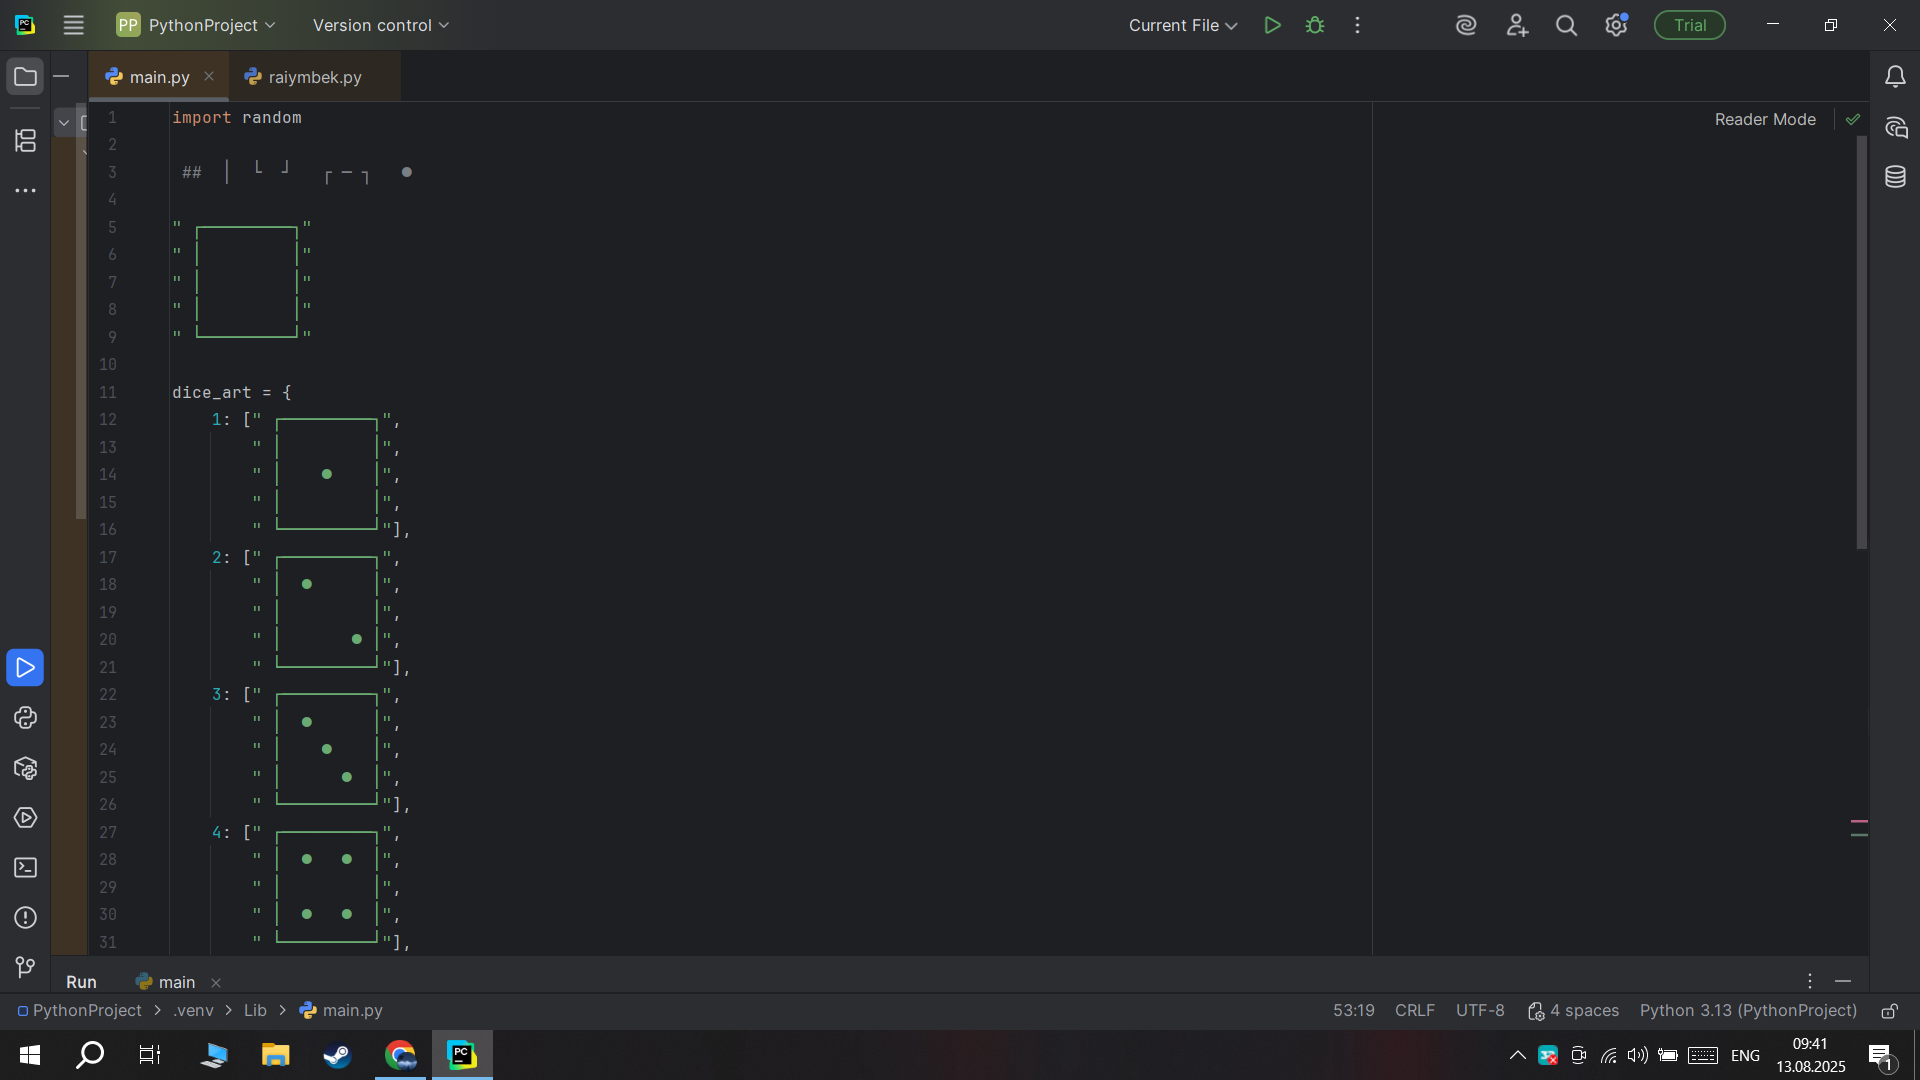 PP PythonProject Version control Current File Trial
main.py raiymbek.py
Reader Mode
1 import random
2
3 ## │ └ ┘ ┌ ─ ┐ ●
4
5 " ┌─────────┐"
6 " │         │"
7 " │         │"
8 " │         │"
9 " └─────────┘"
10
11 dice_art = {
12     1: [" ┌─────────┐",
13         " │         │",
14         " │    ●    │",
15         " │         │",
16         " └─────────┘"],
17     2: [" ┌─────────┐",
18         " │  ●      │",
19         " │         │",
20         " │       ● │",
21         " └─────────┘"],
22     3: [" ┌─────────┐",
23         " │  ●      │",
24         " │    ●    │",
25         " │      ●  │",
26         " └─────────┘"],
27     4: [" ┌─────────┐",
28         " │  ●   ●  │",
29         " │         │",
30         " │  ●   ●  │",
31         " └─────────┘"],
Run main
PythonProject > .venv > Lib > main.py 53:19 CRLF UTF-8 4 spaces Python 3.13 (PythonProject)
PC ENG 09:41
13.08.2025 1